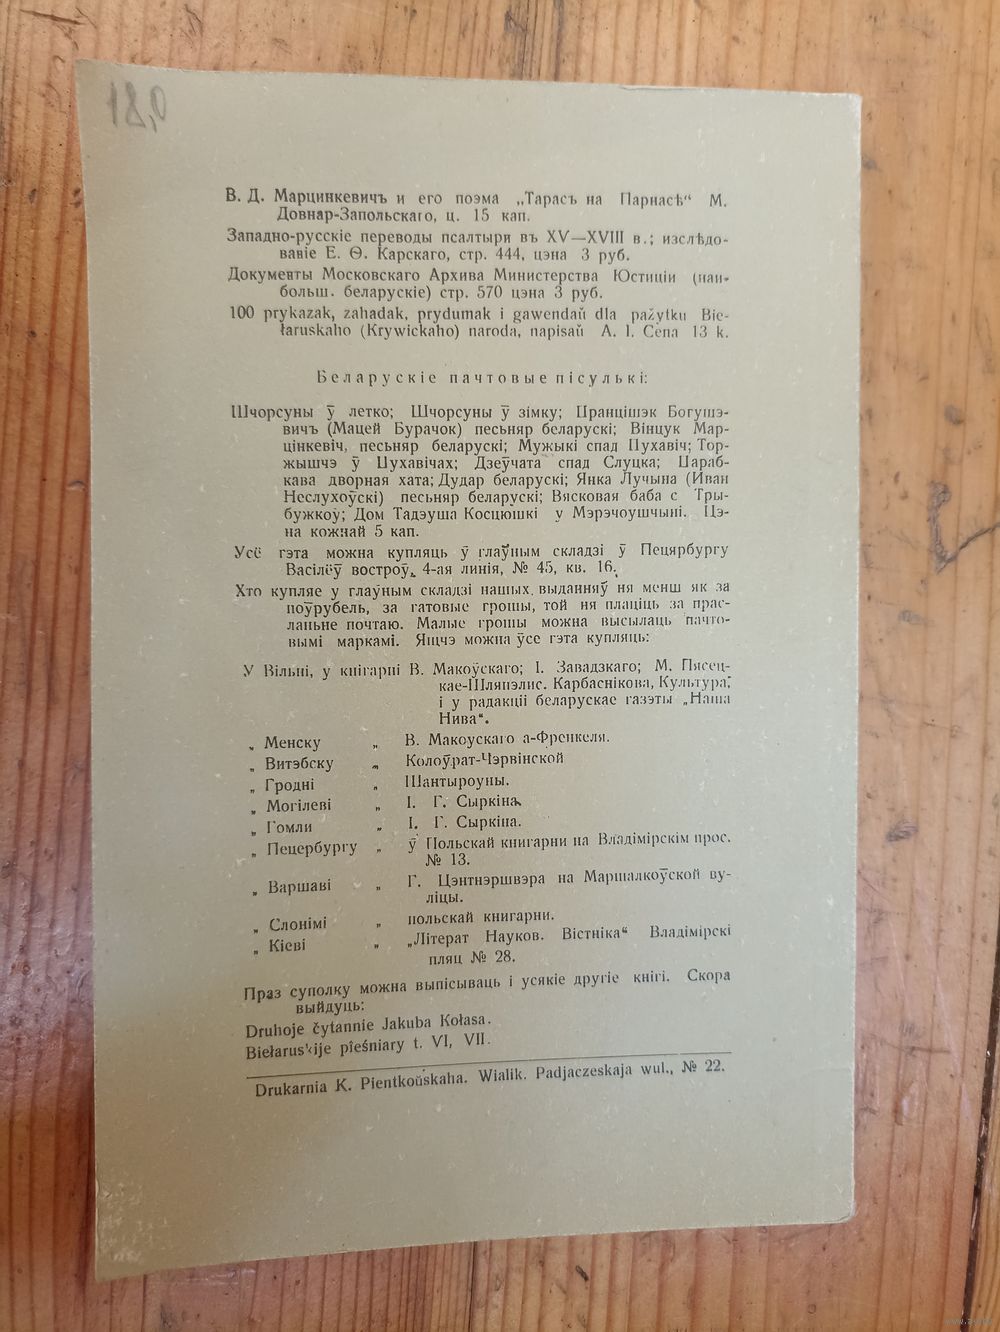 18,0
В. Д. Марцинкевичъ и его поэма „Тарасъ на Парнасѣ“ М.
Довнар-Запольскаго, ц. 15 кап.
Западно-русскіе переводы псалтыри въ XV—XVIII в.; изслѣдо-
ваніе Е. Ѳ. Карскаго, стр. 444, цэна 3 руб.
Документы Московскаго Архива Министерства Юстиціи (наи-
больш. беларускіе) стр. 570 цэна 3 руб.
100 prykazak, zahadak, prydumak i gawendaŭ dla pažytku Bie-
łaruskaho (Krywickaho) naroda, napisaŭ A. I. Cena 13 k.
Беларускіе пачтовые пісулькі:
Шчорсуны ў летко; Шчорсуны ў зімку; Пранцішэк Богушэ-
вичъ (Мацей Бурачок) песьняр беларускі; Вінцук Мар-
цінкевіч, песьняр беларускі; Мужыкі спад Пухавіч; Тор-
жышчэ ў Пухавічах; Дзеўчата спад Слуцка; Параб-
кава дворная хата; Дудар беларускі; Янка Лучына (Иван
Неслухоўскі) песьняр беларускі; Вясковая баба с Тры-
бужкоў; Дом Тадэуша Косцюшкі у Мэрэчоушчыні. Цэ-
на кожнай 5 кап.
Усё гэта можна купляць ў глаўным складзі ў Пецярбургу
Васілёў востроў, 4-ая линія, № 45, кв. 16.
Хто купляе у глаўным складзі нашых выданняў ня менш як за
поўрубель, за гатовые грошы, той ня плаціць за прас-
ланьне почтаю. Малые грошы можна высылаць пачто-
вымі маркамі. Яшчэ можна ўсе гэта купляць:
У Вільні, у кнігарні В. Макоўскаго; І. Завадзкаго; М. Пясец-
кае-Шляпэлис. Карбаснікова, Культура;
і у радакціі беларускае газэты „Наша
Нива“.
„ Менску „ В. Макоускаго а-Френкеля.
„ Витэбску „ Колоўрат-Чэрвінской
„ Гродні „ Шантыроуны.
„ Могілеві „ І. Г. Сыркіна.
„ Гомли „ І. Г. Сыркіна.
„ Пецербургу „ ў Польскай книгарни на Владімірскім прос.
№ 13.
„ Варшаві „ Г. Цэнтнэршвэра на Маршалкоўской ву-
ліцы.
„ Слонімі „ польскай книгарни.
„ Кіеві „ „Літерат Науков. Вістніка“ Владімірскі
пляц № 28.
Праз суполку можна выпісываць і усякіе другіе кнігі. Скора
выйдуць:
Druhoje čytannie Jakuba Kołasa.
Biełaruskije pieśniary t. VI, VII.
Drukarnia K. Pientkoŭskaha. Wialik. Padjaczeskaja wul., № 22.